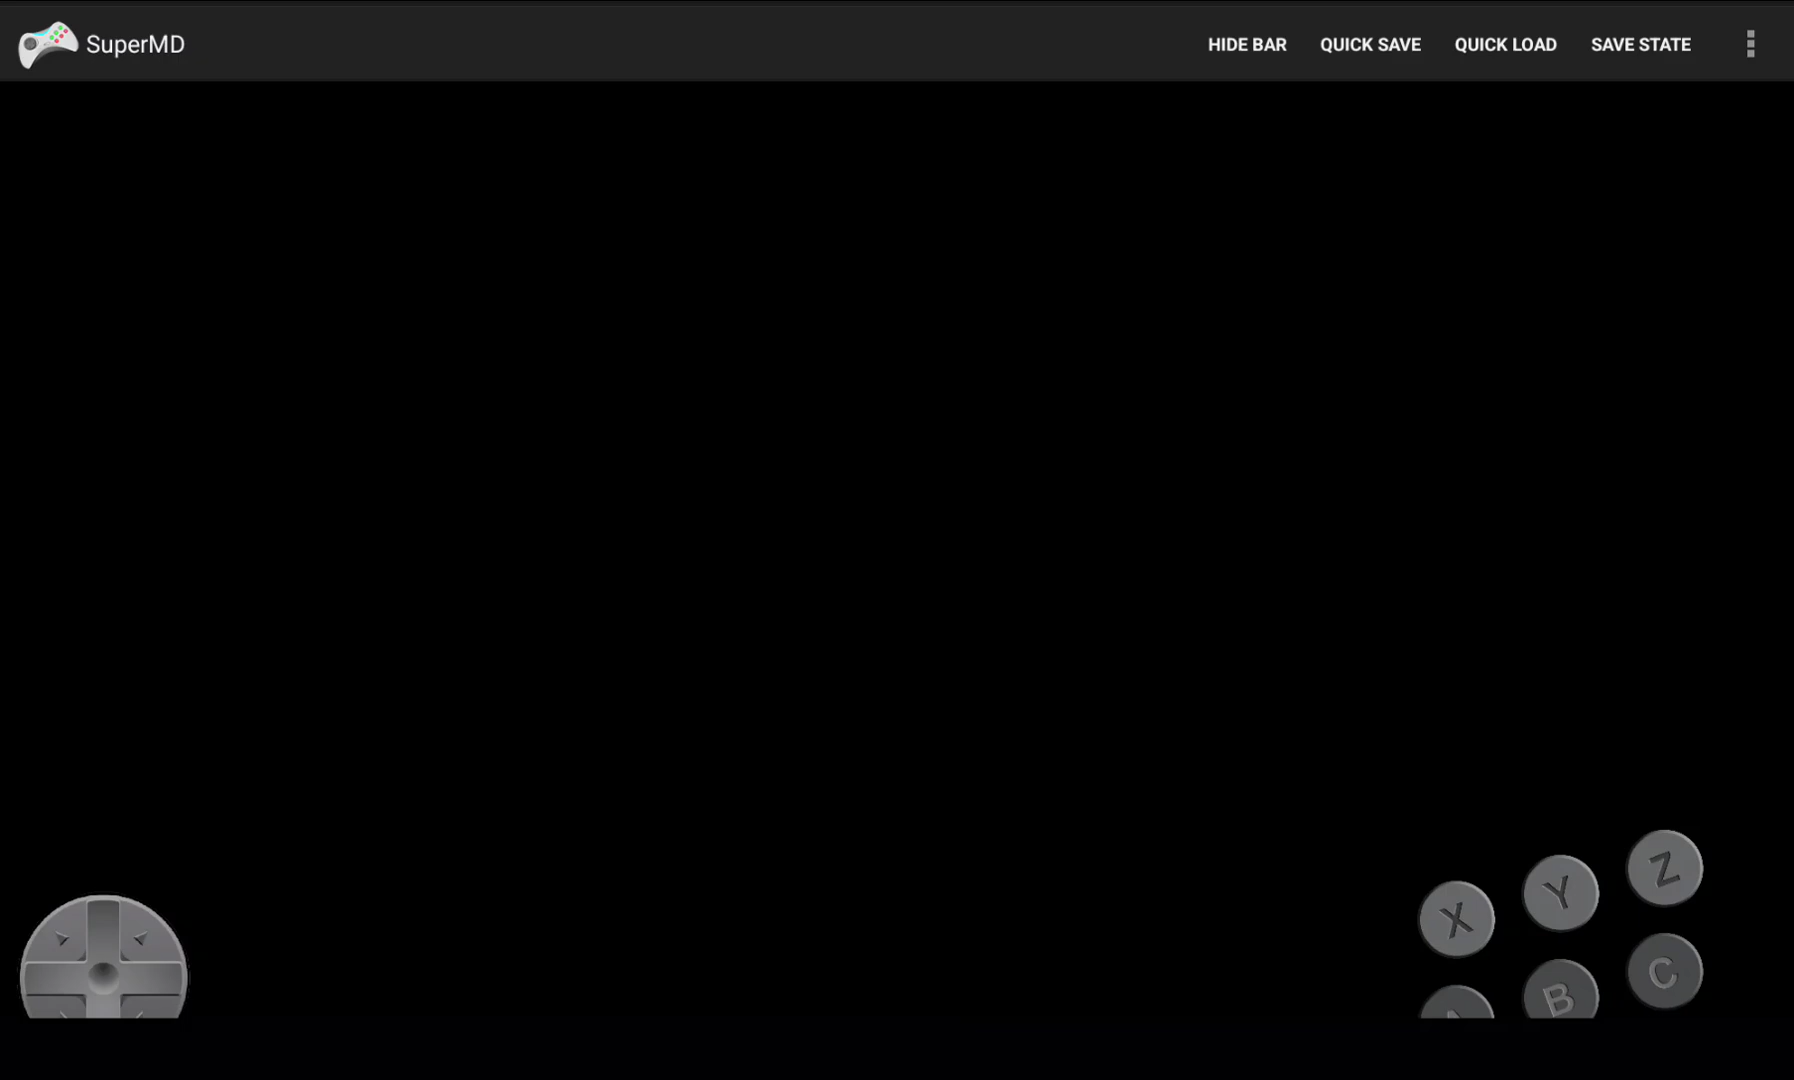 SuperMD
HIDE BAR
QUICK SAVE
QUICK LOAD
SAVE STATE
Z
Y
X
C
B